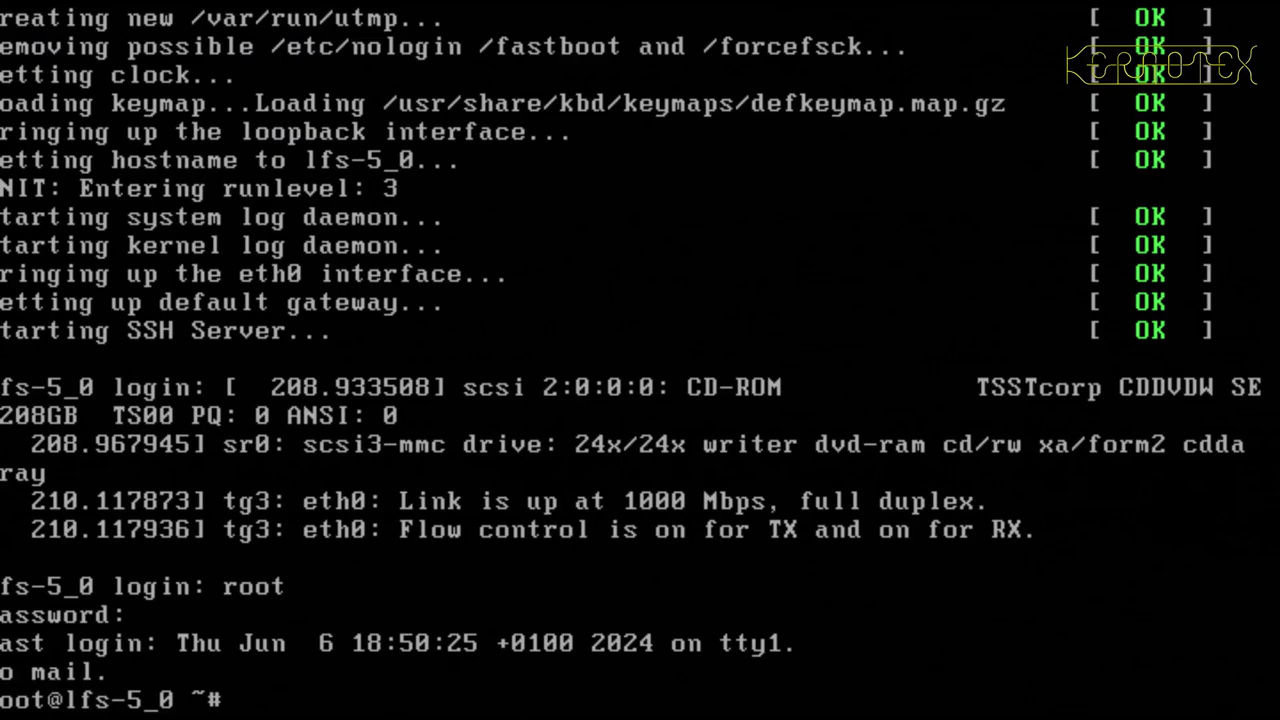 reating new /var/run/utmp... [ OK ]
emoving possible /etc/nologin /fastboot and /forcefsck... [ OK ]
etting clock... [ OK ]
oading keymap...Loading /usr/share/kbd/keymaps/defkeymap.map.gz [ OK ]
ringing up the loopback interface... [ OK ]
etting hostname to lfs-5_0... [ OK ]
NIT: Entering runlevel: 3
tarting system log daemon... [ OK ]
tarting kernel log daemon... [ OK ]
ringing up the eth0 interface... [ OK ]
etting up default gateway... [ OK ]
tarting SSH Server... [ OK ]
fs-5_0 login: [  208.933508] scsi 2:0:0:0: CD-ROM            TSSTcorp CDDVDW SE
208GB  TS00 PQ: 0 ANSI: 0
208.967945] sr0: scsi3-mmc drive: 24x/24x writer dvd-ram cd/rw xa/form2 cdda
ray
210.117873] tg3: eth0: Link is up at 1000 Mbps, full duplex.
210.117936] tg3: eth0: Flow control is on for TX and on for RX.
fs-5_0 login: root
assword:
ast login: Thu Jun  6 18:50:25 +0100 2024 on tty1.
o mail.
oot@lfs-5_0 ~#